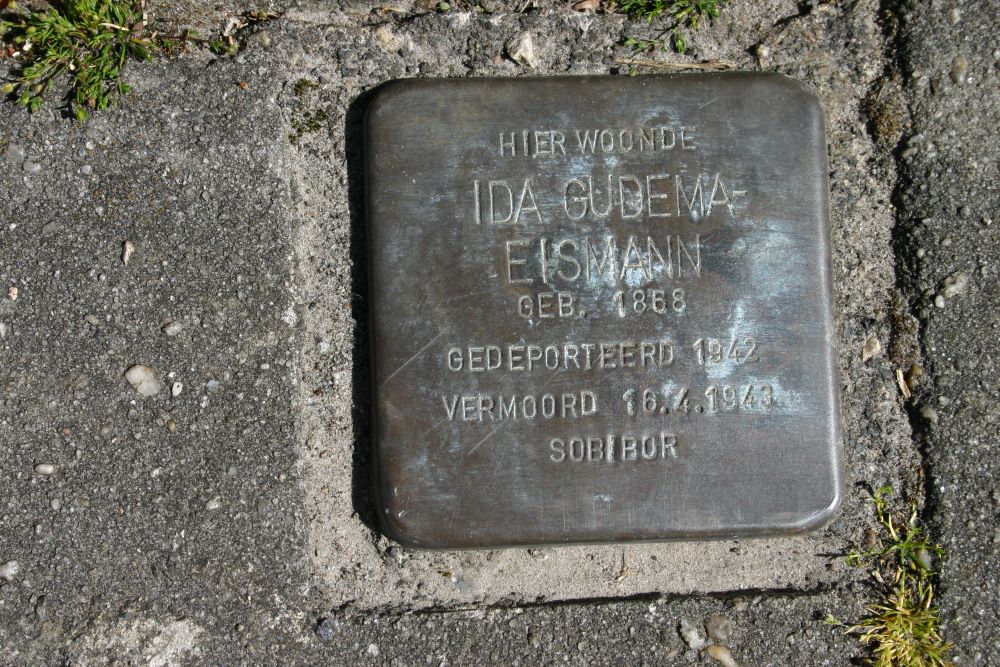 HIER WOONDE
IDA GUDEMA-
EISMANN
GEB. 1868
GEDEPORTEERD 1942
VERMOORD 16.4.1943
SOBIBOR